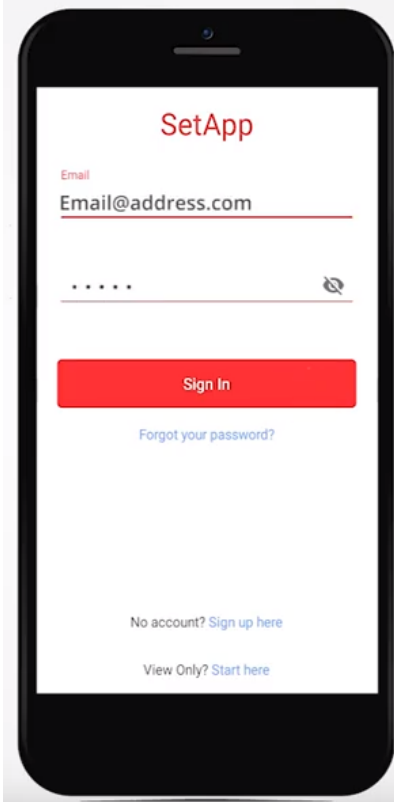 SetApp
Email
Email@address.com
•••••
Sign In
Forgot your password?
No account? Sign up here
View Only? Start here